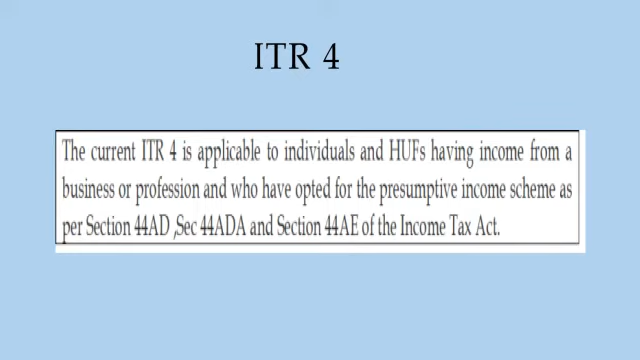 ITR 4
The current ITR 4 is applicable to individuals and HUFs having income from a
business or profession and who have opted for the presumptive income scheme as
per Section 44AD ,Sec 44ADA and Section 44AE of the Income Tax Act.